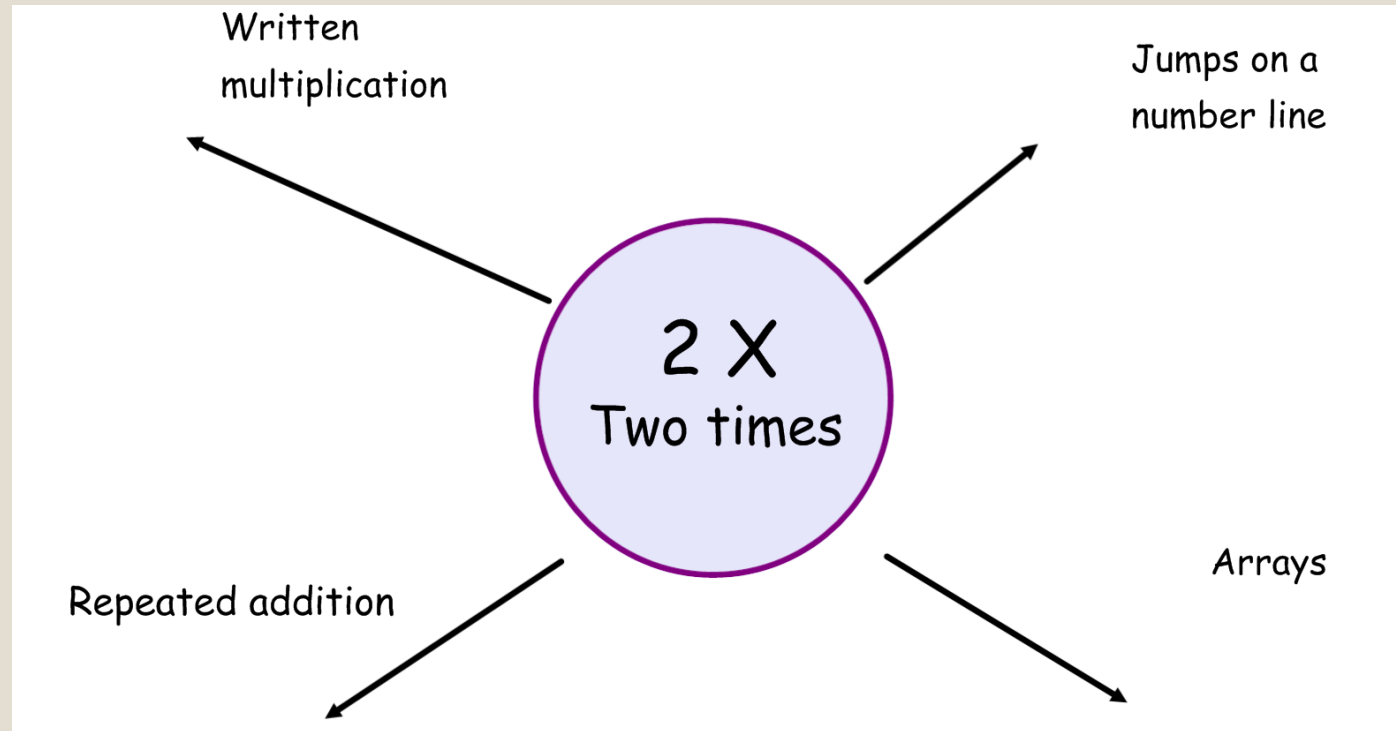 Written
multiplication
Jumps on a
number line
2 X
Two times
Repeated addition
Arrays